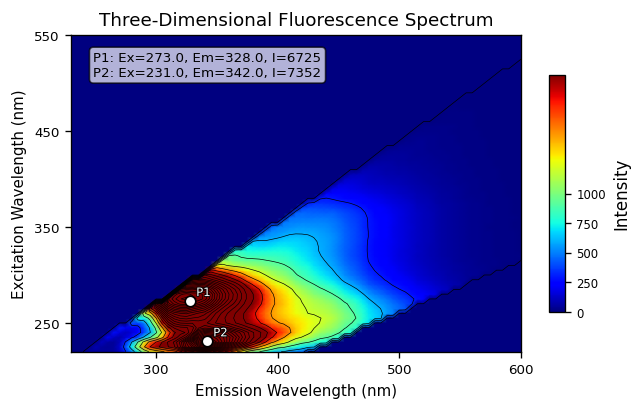 Three-Dimensional Fluorescence Spectrum
P1: Ex=273.0, Em=328.0, I=6725
P2: Ex=231.0, Em=342.0, I=7352
550
450
350
250
Excitation Wavelength (nm)
P1
P2
300
400
500
600
Emission Wavelength (nm)
1000
750
500
250
0
Intensity